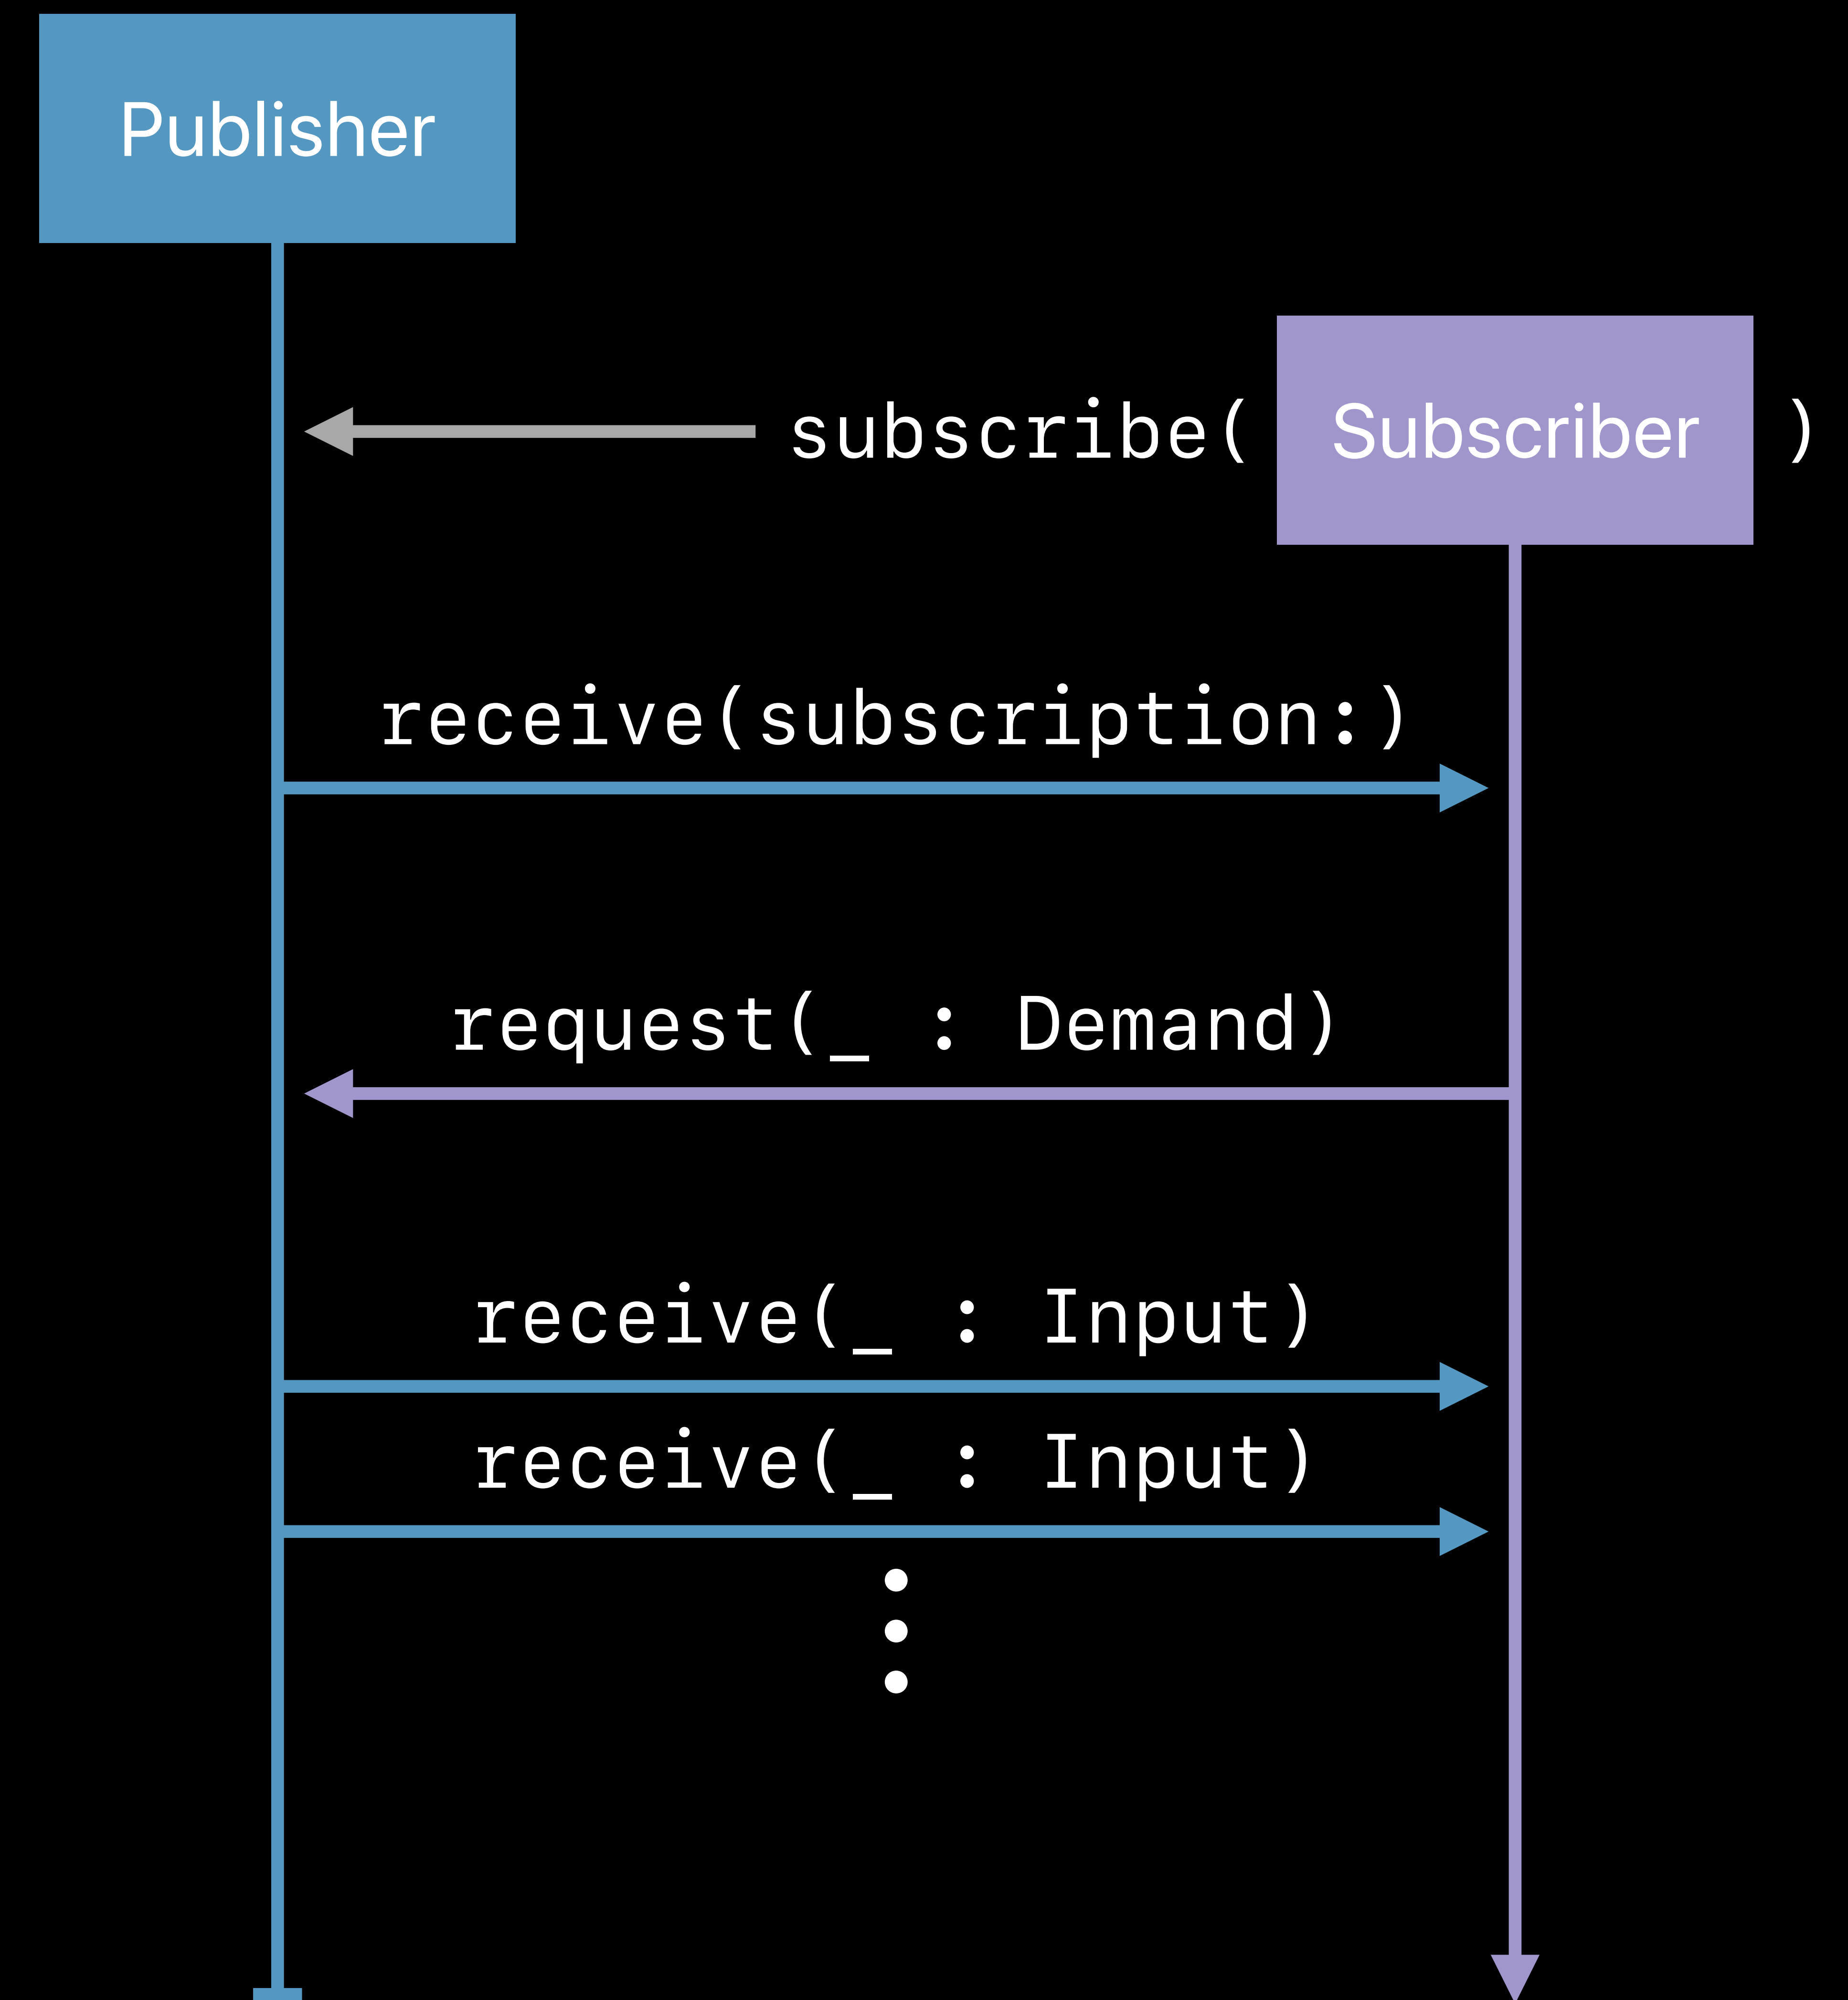 Publisher
subscribe( Subscriber )
receive(subscription:)
request(_ : Demand)
receive(_ : Input)
receive(_ : Input)